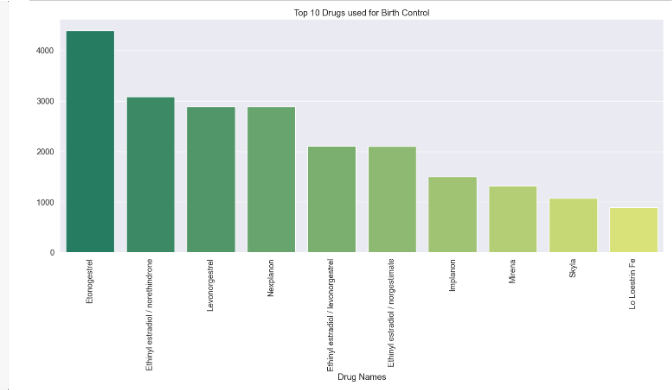 Top 10 Drugs used for Birth Control
4000
3000
2000
1000
0
Etonogestrel
Ethinyl estradiol / norethindrone
Levonorgestrel
Nexplanon
Ethinyl estradiol / levonorgestrel
Ethinyl estradiol / norgestimate
Implanon
Mirena
Skyla
Lo Loestrin Fe
Drug Names